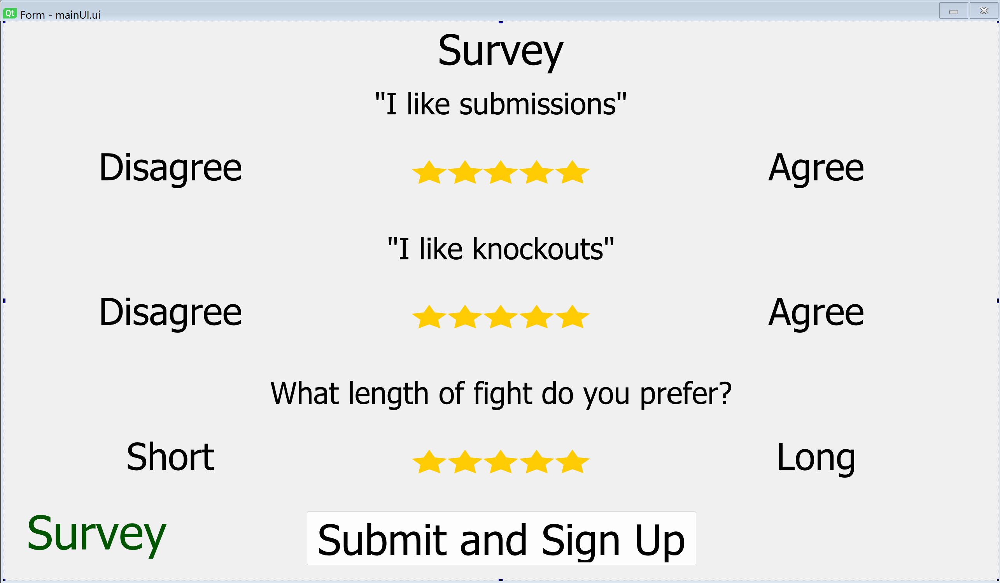 Qt Form - mainUI.ui
Survey
"I like submissions"
Disagree Agree
"I like knockouts"
Disagree Agree
What length of fight do you prefer?
Short Long
Survey Submit and Sign Up